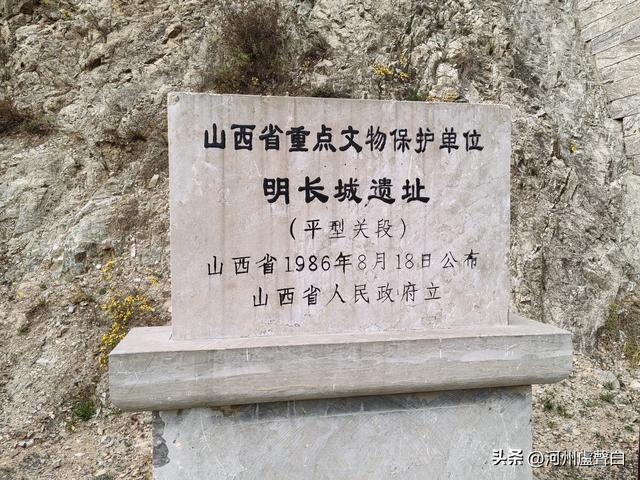 山西省重点文物保护单位
明长城遗址
（平型关段）
山西省1986年8月18日公布
山西省人民政府立
头条 @河州盧聲白